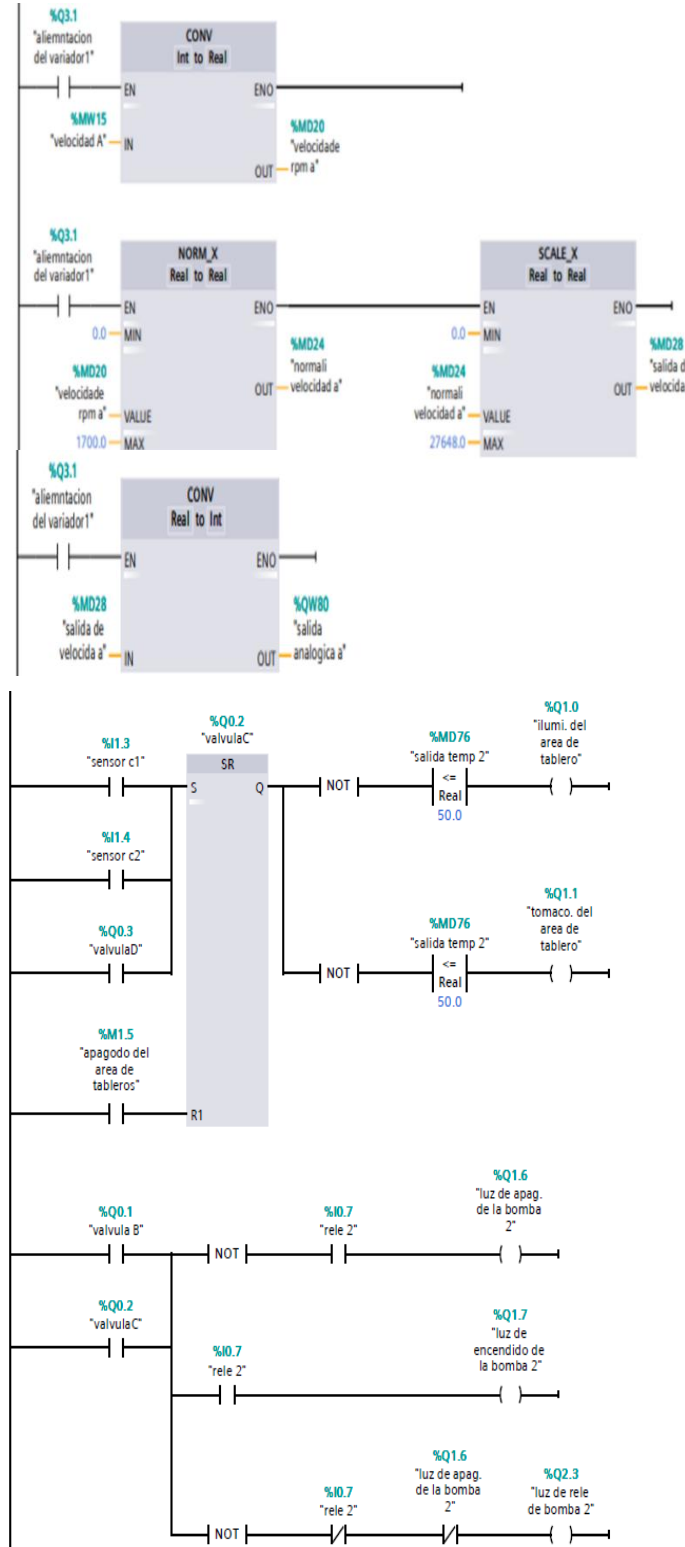 %Q3.1
"aliemntacion
del variador1"
CONV
Int to Real
EN
ENO
%MW15
"velocidad A"
IN
%MD20
"velocidade
rpm a"
OUT
%Q3.1
"aliemntacion
del variador1"
NORM_X
Real to Real
EN
ENO
0.0
MIN
%MD20
"velocidade
rpm a"
VALUE
1700.0
MAX
%MD24
"normali
velocidad a"
OUT
SCALE_X
Real to Real
EN
ENO
0.0
MIN
%MD24
"normali
velocidad a"
VALUE
27648.0
MAX
%MD28
"salida d
velocida
OUT
%Q3.1
"aliemntacion
del variador1"
CONV
Real to Int
EN
ENO
%MD28
"salida de
velocida a"
IN
%QW80
"salida
analogica a"
OUT
%I1.3
"sensor c1"
%Q0.2
"valvulaC"
SR
S
Q
NOT
%MD76
"salida temp 2"
<=
Real
50.0
%Q1.0
"ilumi. del
area de
tablero"
%I1.4
"sensor c2"
%Q0.3
"valvulaD"
NOT
%MD76
"salida temp 2"
<=
Real
50.0
%Q1.1
"tomaco. del
area de
tablero"
%M1.5
"apagodo del
area de
tableros"
R1
%Q0.1
"valvula B"
NOT
%I0.7
"rele 2"
%Q1.6
"luz de apag.
de la bomba
2"
%Q0.2
"valvulaC"
%I0.7
"rele 2"
%Q1.7
"luz de
encendido de
la bomba 2"
NOT
%I0.7
"rele 2"
%Q1.6
"luz de apag.
de la bomba
2"
%Q2.3
"luz de rele
de bomba 2"